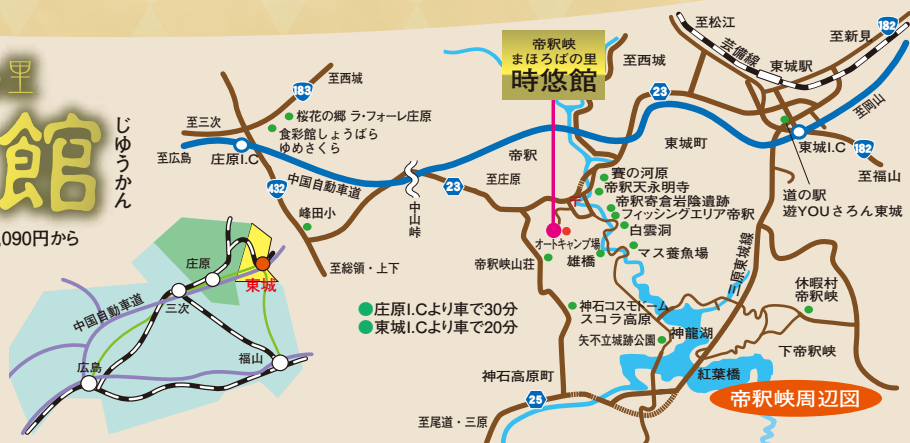 里
館
じゆうかん
,090円から
帝釈峡
まほろばの里
時悠館
至西城
183
至三次
桜花の郷 ラ・フォーレ庄原
食彩館しょうばら
ゆめさくら
至広島
庄原I.C
432
中国自動車道
峰田小
至総領・上下
中山峠
23
至庄原
帝釈
至西城
23
至松江
芸備線
東城駅
至新見
182
至岡山
東城町
東城I.C
182
至福山
道の駅
遊YOUさろん東城
賽の河原
帝釈天永明寺
帝釈寄倉岩陰遺跡
フィッシングエリア帝釈
白雲洞
マス養魚場
オートキャンプ場
雄橋
帝釈峡山荘
三原東城線
休暇村
帝釈峡
神石コスモドーム
スコラ高原
神龍湖
矢不立城跡公園
下帝釈峡
紅葉橋
神石高原町
25
至尾道・三原
帝釈峡周辺図
庄原I.Cより車で30分
東城I.Cより車で20分
庄原
東城
中国自動車道
三次
広島
福山